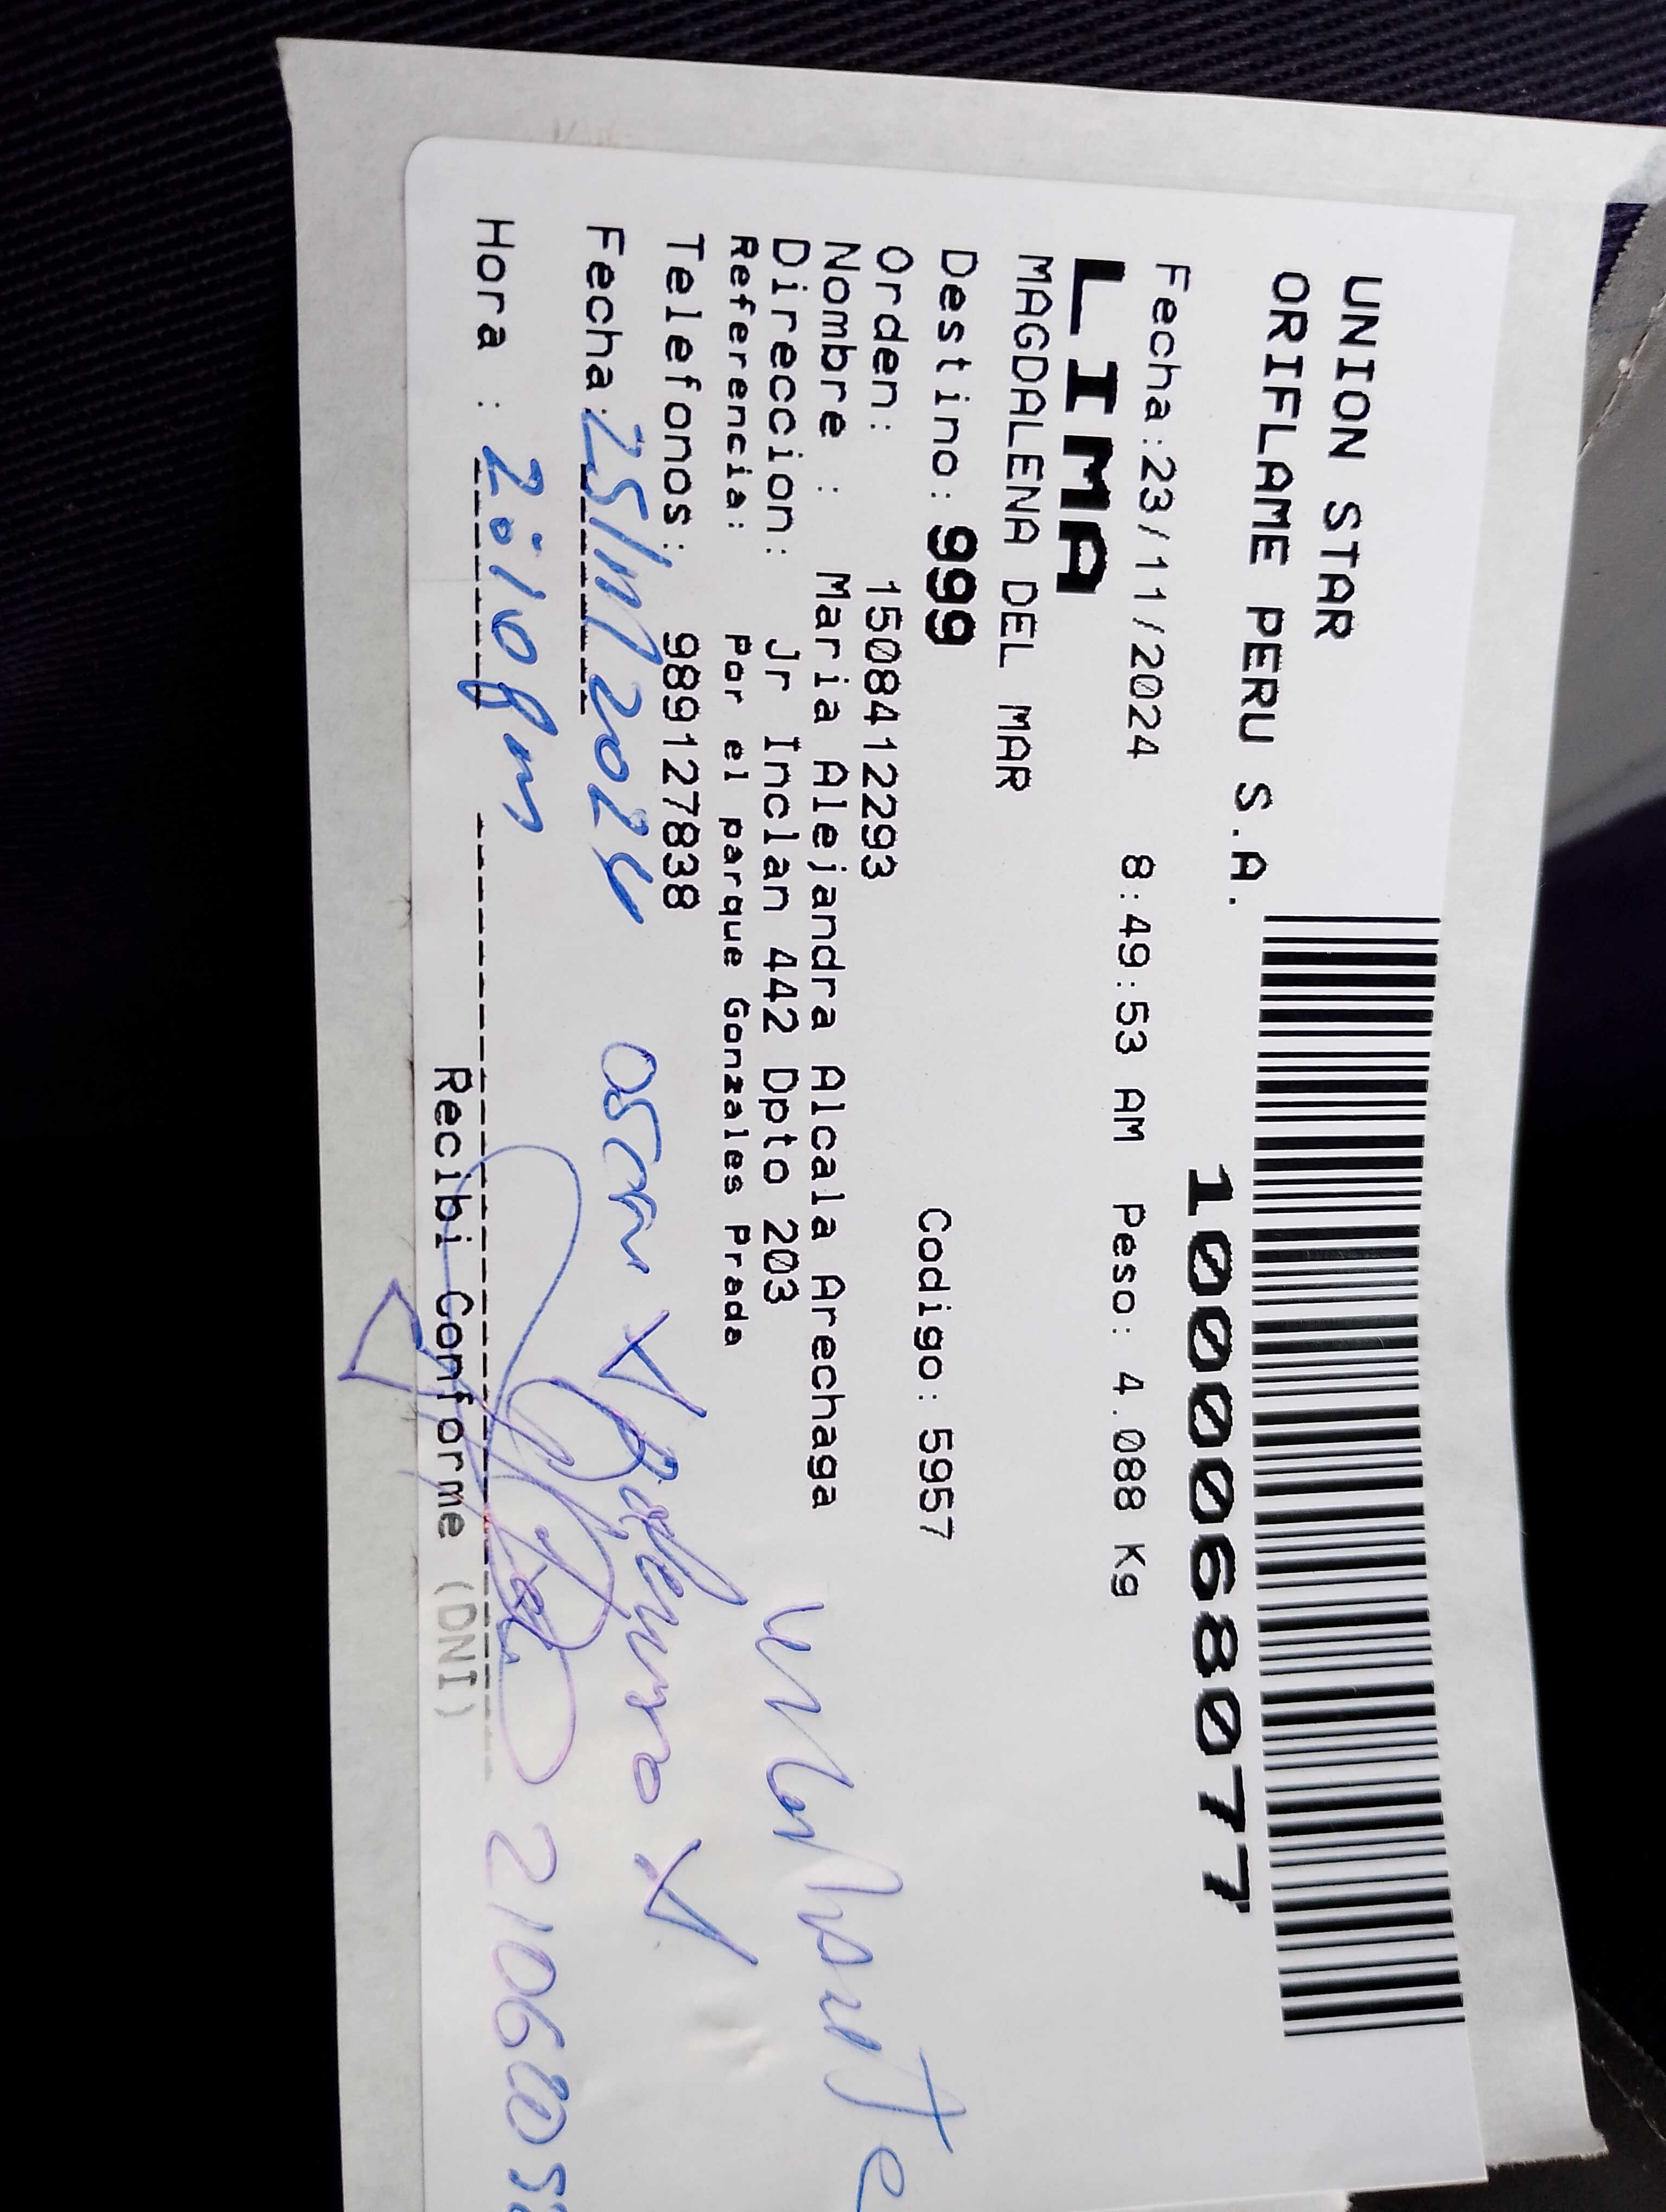 UNION STAR
ORIFLAME PERU S.A.
1000068077
Fecha:23/11/2024 8:49:53 AM Peso: 4.088 Kg
LIMA
MAGDALENA DEL MAR
Destino: 999 Codigo: 5957
Orden: 1508412293
Nombre : Maria Alejandra Alcala Arechaga
Direccion: Jr Inclan 442 Dpto 203
Referencia: Por el parque Gonzales Prada
Telefonos: 989127838
Fecha: 25/11/2024
Hora : 2:10pm
Recibi Conforme (DNI)